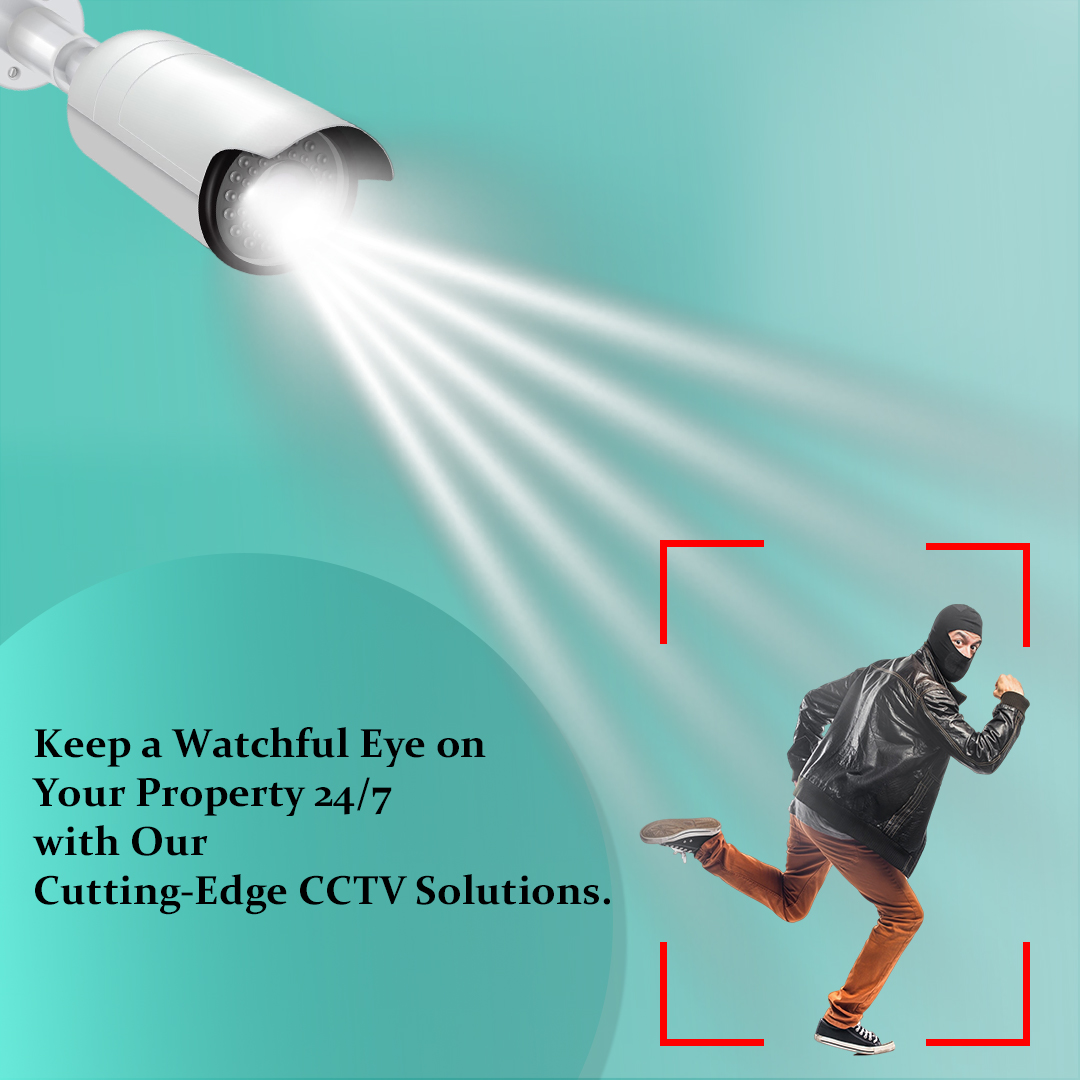 Keep a Watchful Eye on
Your Property 24/7
with Our
Cutting-Edge CCTV Solutions.